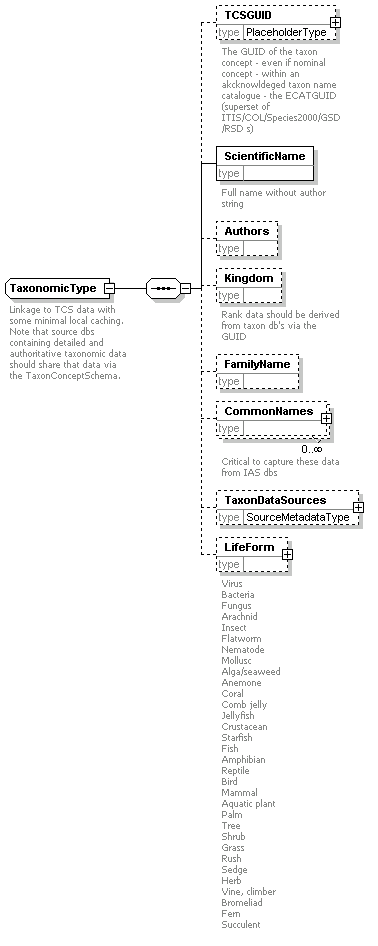 TCSGUID
type PlaceholderType
The GUID of the taxon
concept - even if nominal
concept - within an
akcknowldeged taxon name
catalogue - the ECATGUID
(superset of
ITIS/COL/Species2000/GSD
/RSD s)
ScientificName
type
Full name without author
string
Authors
type
Kingdom
type
Rank data should be derived
from taxon db's via the
GUID
TaxonomicType
Linkage to TCS data with
some minimal local caching.
Note that source dbs
containing detailed and
authoritative taxonomic data
should share that data via
the TaxonConceptSchema.
FamilyName
type
CommonNames
type
0..∞
Critical to capture these data
from IAS dbs
TaxonDataSources
type SourceMetadataType
LifeForm
type
Virus
Bacteria
Fungus
Arachnid
Insect
Flatworm
Nematode
Mollusc
Alga/seaweed
Anemone
Coral
Comb jelly
Jellyfish
Crustacean
Starfish
Fish
Amphibian
Reptile
Bird
Mammal
Aquatic plant
Palm
Tree
Shrub
Grass
Rush
Sedge
Herb
Vine, climber
Bromeliad
Fern
Succulent